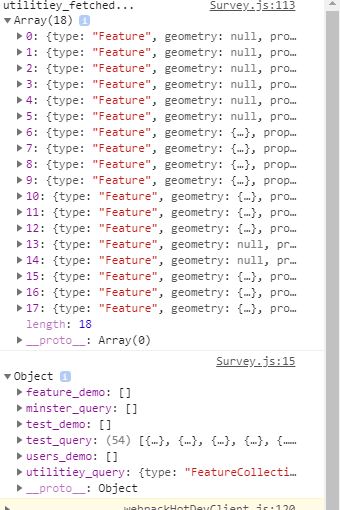 utilitiey_fetched... Survey.js:113
▼Array(18) i
▶0: {type: "Feature", geometry: null, pro…
▶1: {type: "Feature", geometry: null, pro…
▶2: {type: "Feature", geometry: null, pro…
▶3: {type: "Feature", geometry: null, pro…
▶4: {type: "Feature", geometry: null, pro…
▶5: {type: "Feature", geometry: null, pro…
▶6: {type: "Feature", geometry: {…}, prop…
▶7: {type: "Feature", geometry: {…}, prop…
▶8: {type: "Feature", geometry: {…}, prop…
▶9: {type: "Feature", geometry: {…}, prop…
▶10: {type: "Feature", geometry: {…}, pro…
▶11: {type: "Feature", geometry: {…}, pro…
▶12: {type: "Feature", geometry: {…}, pro…
▶13: {type: "Feature", geometry: null, pr…
▶14: {type: "Feature", geometry: null, pr…
▶15: {type: "Feature", geometry: {…}, pro…
▶16: {type: "Feature", geometry: {…}, pro…
▶17: {type: "Feature", geometry: {…}, pro…
length: 18
▶__proto__: Array(0)
Survey.js:15
▼Object i
▶feature_demo: []
▶minster_query: []
▶test_demo: []
▶test_query: (54) [{…}, {…}, {…}, {…}, {……
▶users_demo: []
▶utilitiey_query: {type: "FeatureCollecti…
▶__proto__: Object
webpackHotDevClient.js:120